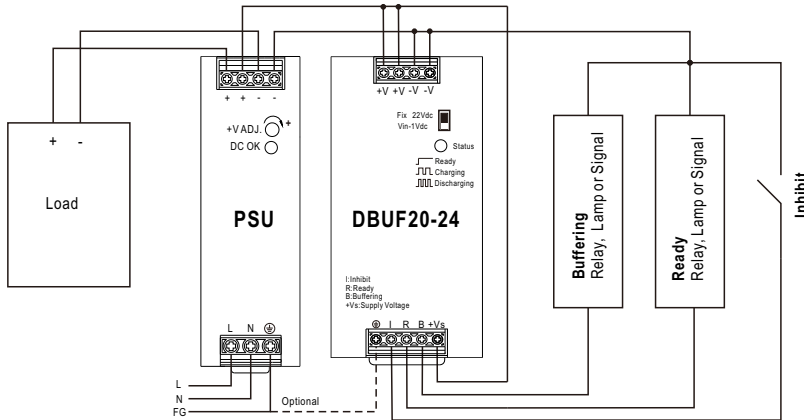 + + - -
+V +V -V -V
+V ADJ.
+
DC OK
Fix 22Vdc
Vin-1Vdc
Status
Ready
Charging
Discharging
+ -
Load
PSU
DBUF20-24
Buffering
Relay, Lamp or Signal
Ready
Relay, Lamp or Signal
Inhibit
I:Inhibit
R:Ready
B:Buffering
+Vs:Supply Voltage
L N
I R B +Vs
L
N
FG
Optional